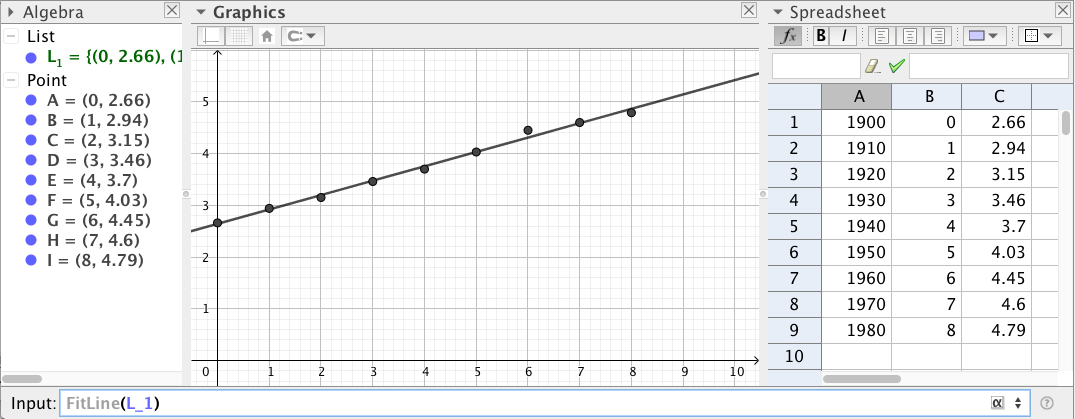 Algebra
List
L1 = {(0, 2.66), (1
Point
A = (0, 2.66)
B = (1, 2.94)
C = (2, 3.15)
D = (3, 3.46)
E = (4, 3.7)
F = (5, 4.03)
G = (6, 4.45)
H = (7, 4.6)
I = (8, 4.79)
Graphics
5
4
3
2
1
0 1 2 3 4 5 6 7 8 9 10
Spreadsheet
fx B I
A B C
1 1900 0 2.66
2 1910 1 2.94
3 1920 2 3.15
4 1930 3 3.46
5 1940 4 3.7
6 1950 5 4.03
7 1960 6 4.45
8 1970 7 4.6
9 1980 8 4.79
10
Input: FitLine(L_1) α ?